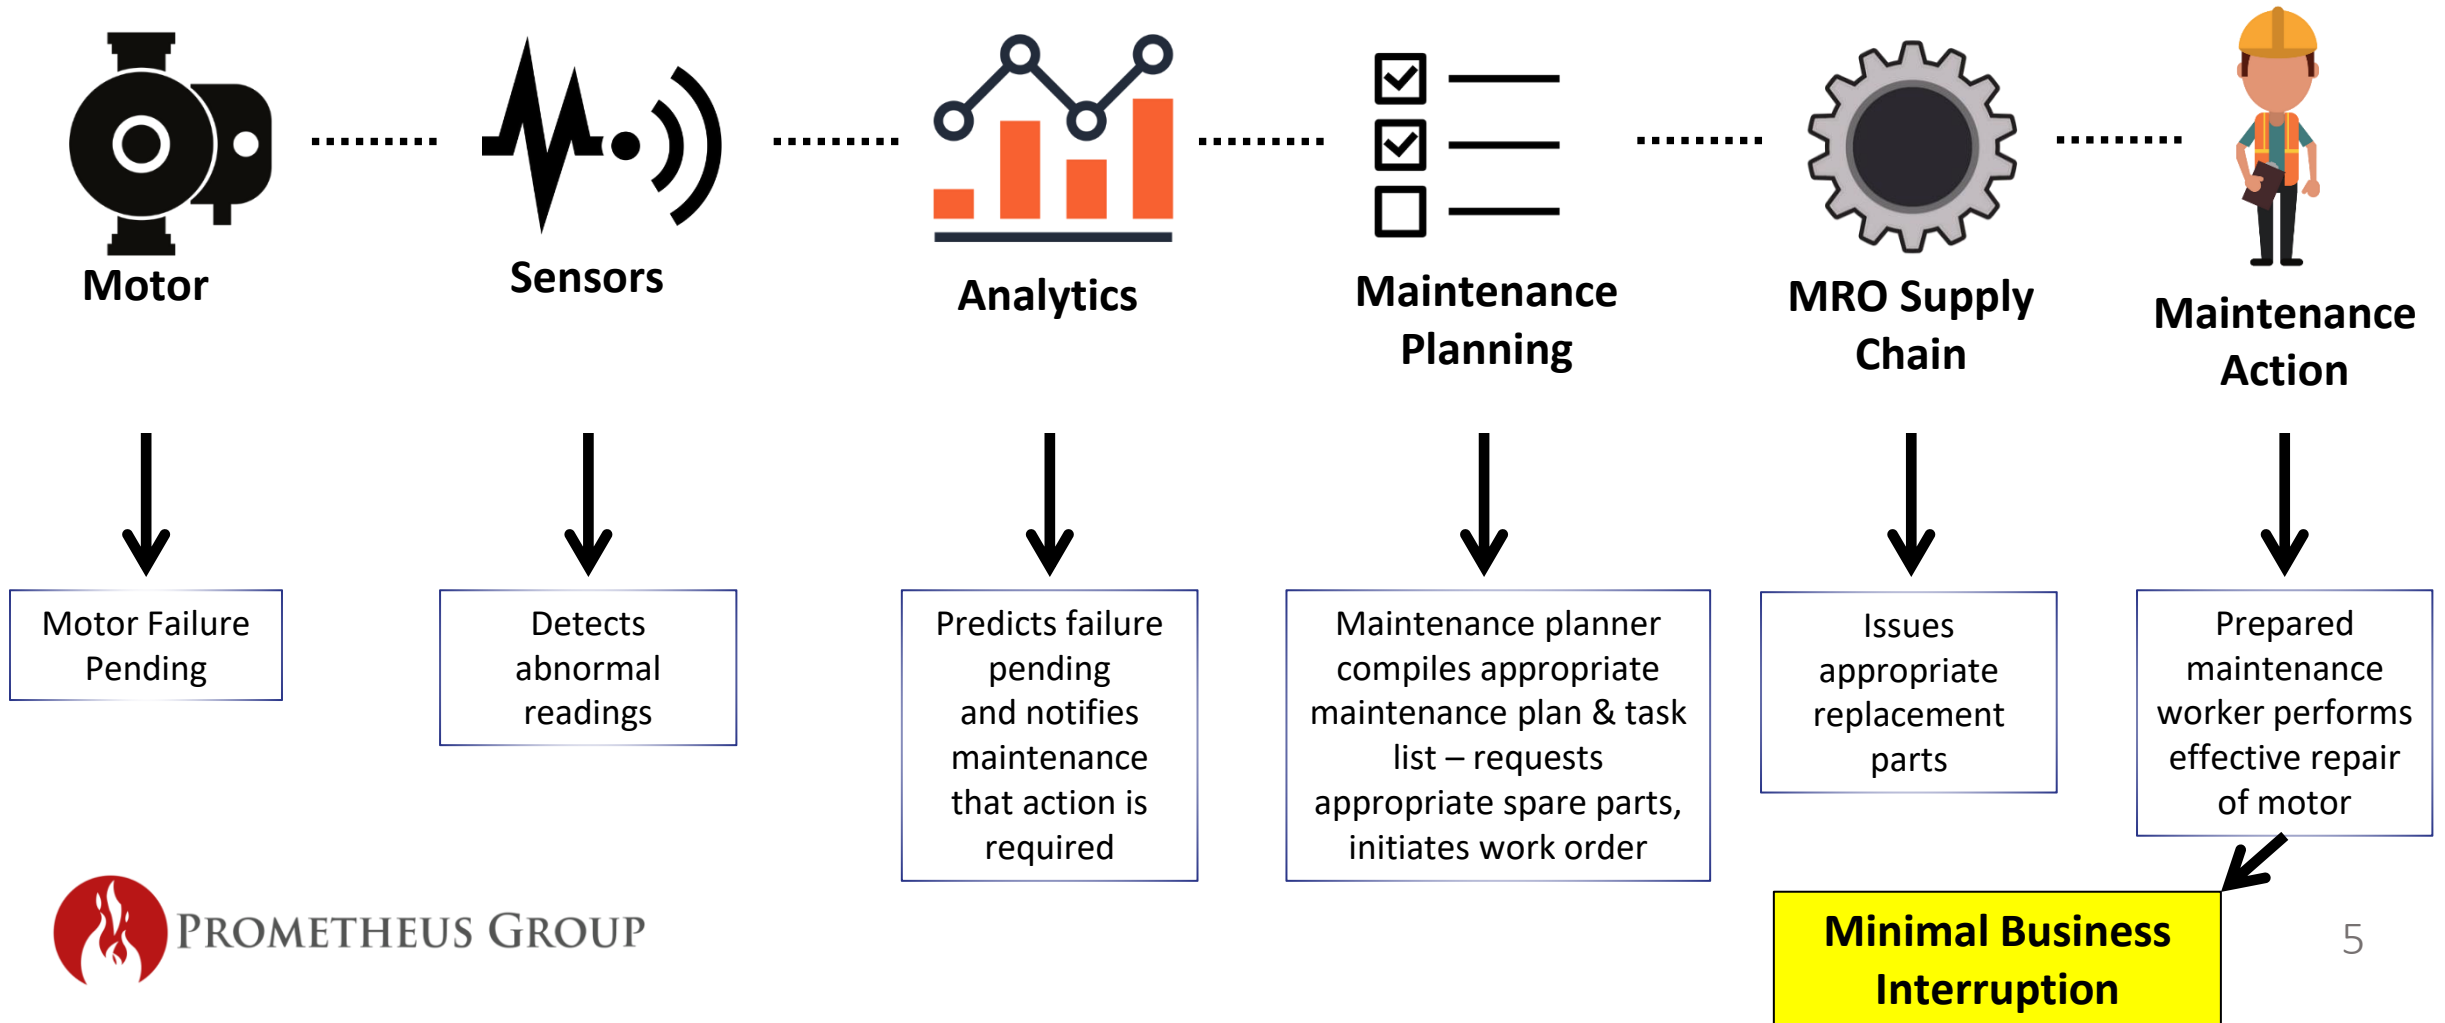 Motor
Sensors
Analytics
Maintenance
Planning
MRO Supply
Chain
Maintenance
Action
Motor Failure
Pending
Detects
abnormal
readings
Predicts failure
pending
and notifies
maintenance
that action is
required
Maintenance planner
compiles appropriate
maintenance plan & task
list – requests
appropriate spare parts,
initiates work order
Issues
appropriate
replacement
parts
Prepared
maintenance
worker performs
effective repair
of motor
Minimal Business
Interruption
PROMETHEUS GROUP
5